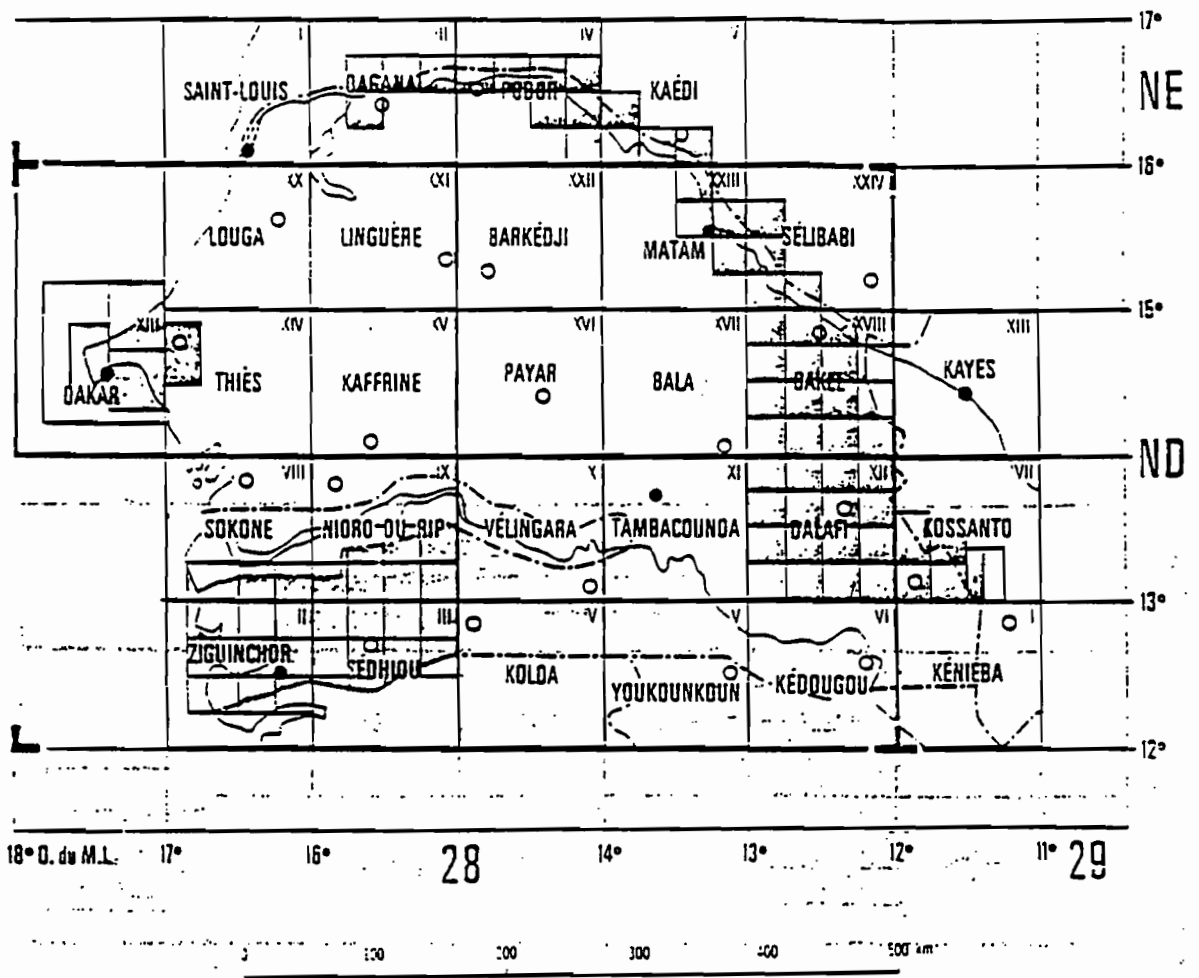 I II IV V 17°
SAINT-LOUIS DAGANA PODOR KAÉDI NE
16°
XX XXI XXII XXIII XXIV
LOUGA LINGUÈRE BARKÉDJI MATAM SÉLIBABI
15°
XIII XIV XV XVI XVII XVIII XIII
DAKAR THIÈS KAFFRINE PAYAR BALA BAKEL KAYES
ND
VIII IX X XI XII VII
SOKONE NIORO-DU-RIP VÉLINGARA TAMBACOUNDA DALAFI KOSSANTO
13°
II III V V VI
ZIGUINCHOR SÉDHIOU KOLDA YOUKOUNKOUN KÉDOUGOU KÉNIÉBA
12°
18° O. du M.L. 17° 16° 28 14° 13° 12° 11° 29
0 100 200 300 400 500 km